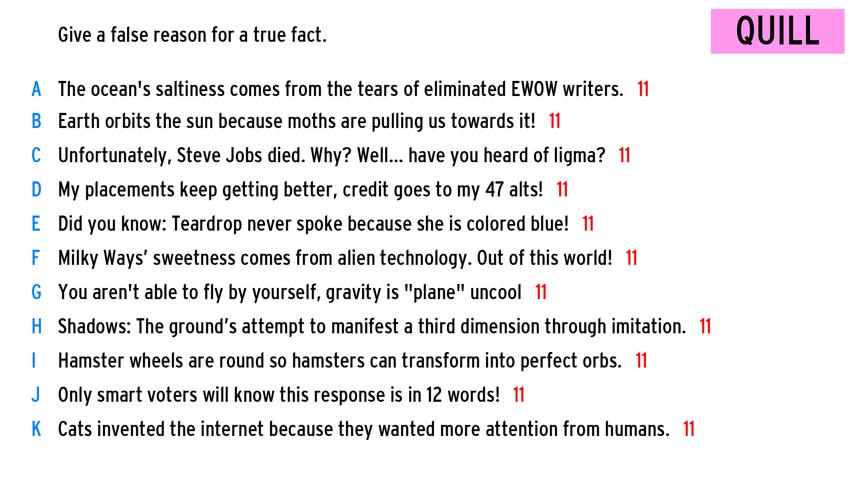 Give a false reason for a true fact.
QUILL
A The ocean's saltiness comes from the tears of eliminated EWOW writers. 11
B Earth orbits the sun because moths are pulling us towards it! 11
C Unfortunately, Steve Jobs died. Why? Well... have you heard of ligma? 11
D My placements keep getting better, credit goes to my 47 alts! 11
E Did you know: Teardrop never spoke because she is colored blue! 11
F Milky Ways’ sweetness comes from alien technology. Out of this world! 11
G You aren't able to fly by yourself, gravity is "plane" uncool 11
H Shadows: The ground’s attempt to manifest a third dimension through imitation. 11
I Hamster wheels are round so hamsters can transform into perfect orbs. 11
J Only smart voters will know this response is in 12 words! 11
K Cats invented the internet because they wanted more attention from humans. 11